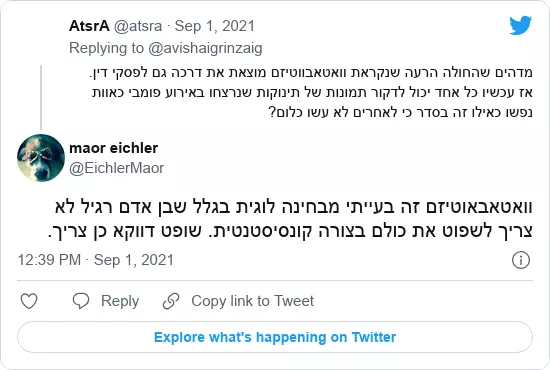 AtsrA @atsra · Sep 1, 2021
Replying to @avishaigrinzaig
מדהים שהחולה הרעה שנקראת וואטאבווטיזם מוצאת את דרכה גם לפסקי דין.
אז עכשיו כל אחד יכול לדקור תמונות של תינוקות שנרצחו באירוע פומבי כאוות
נפשו כאילו זה בסדר כי לאחרים לא עשו כלום?
maor eichler
@EichlerMaor
וואטאבאוטיזם זה בעייתי מבחינה לוגית בגלל שבן אדם רגיל לא
צריך לשפוט את כולם בצורה קונסיסטנטית. שופט דווקא כן צריך.
12:39 PM · Sep 1, 2021
Reply Copy link to Tweet
Explore what's happening on Twitter